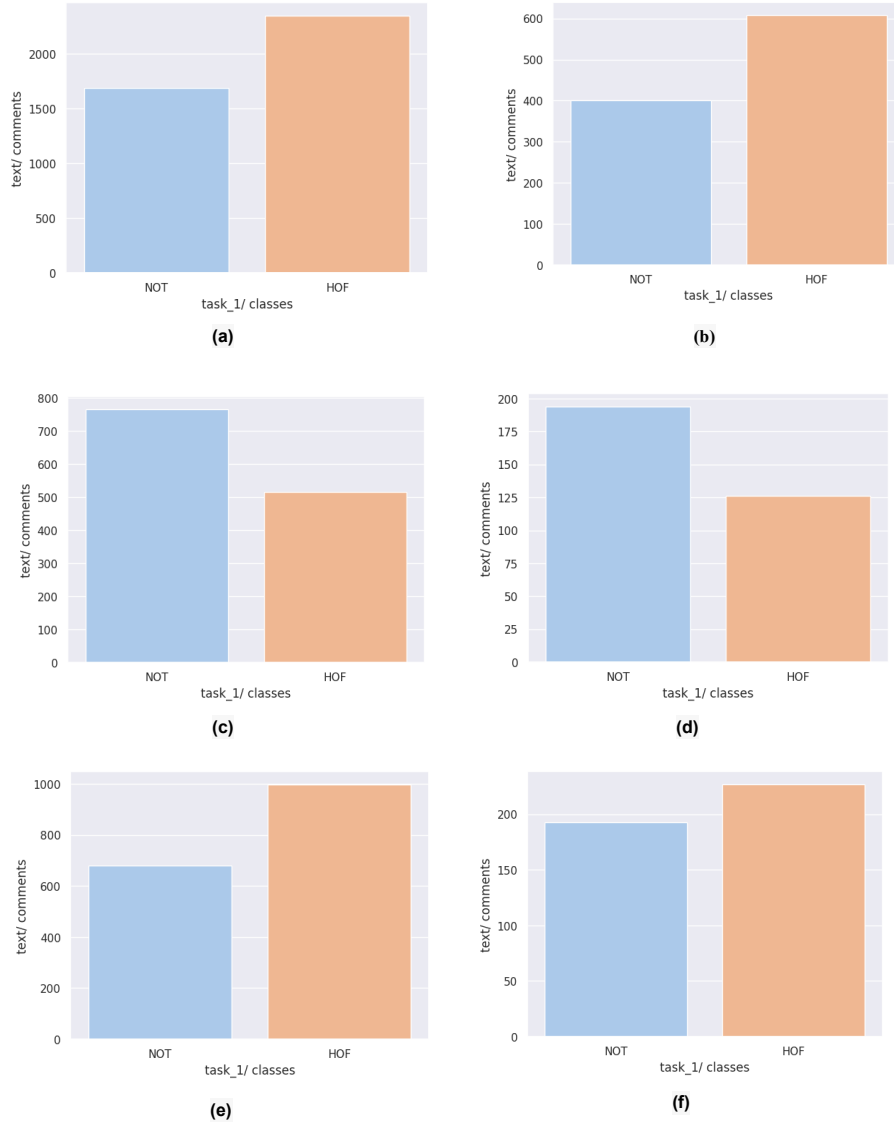 2000
1500
1000
500
0
text/ comments
NOT
HOF
task_1/ classes
(a)
600
500
400
300
200
100
0
text/ comments
NOT
HOF
task_1/ classes
(b)
800
700
600
500
400
300
200
100
0
text/ comments
NOT
HOF
task_1/ classes
(c)
200
175
150
125
100
75
50
25
0
text/ comments
NOT
HOF
task_1/ classes
(d)
1000
800
600
400
200
0
text/ comments
NOT
HOF
task_1/ classes
(e)
200
150
100
50
0
text/ comments
NOT
HOF
task_1/ classes
(f)